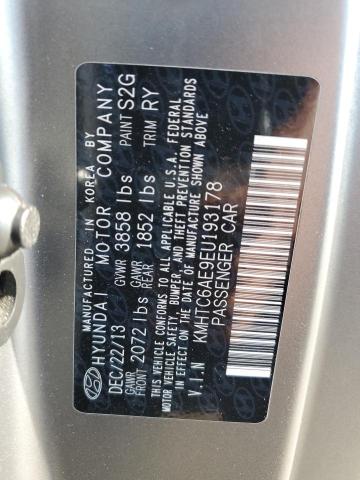 MANUFACTURED IN KOREA BY
HYUNDAI MOTOR COMPANY
DEC/22/13 GVWR 3858 lbs PAINT S2G
GAWR FRONT 2072 lbs GAWR REAR 1852 lbs TRIM RY
THIS VEHICLE CONFORMS TO ALL APPLICABLE U.S.A. FEDERAL
MOTOR VEHICLE SAFETY, BUMPER, AND THEFT PREVENTION STANDARDS
IN EFFECT ON THE DATE OF MANUFACTURE SHOWN ABOVE
V.I.N KMHTC6AE9EU193178
PASSENGER CAR